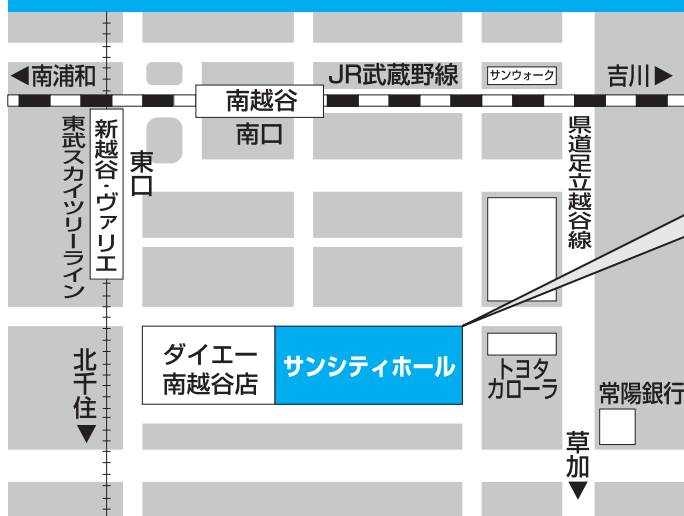 ◀南浦和
JR武蔵野線
サンウォーク
吉川▶
南越谷
南口
東武スカイツリーライン
新越谷・ヴァリエ
東口
県道足立越谷線
ダイエー
南越谷店
サンシティホール
トヨタ
カローラ
常陽銀行
北千住▼
草加▼